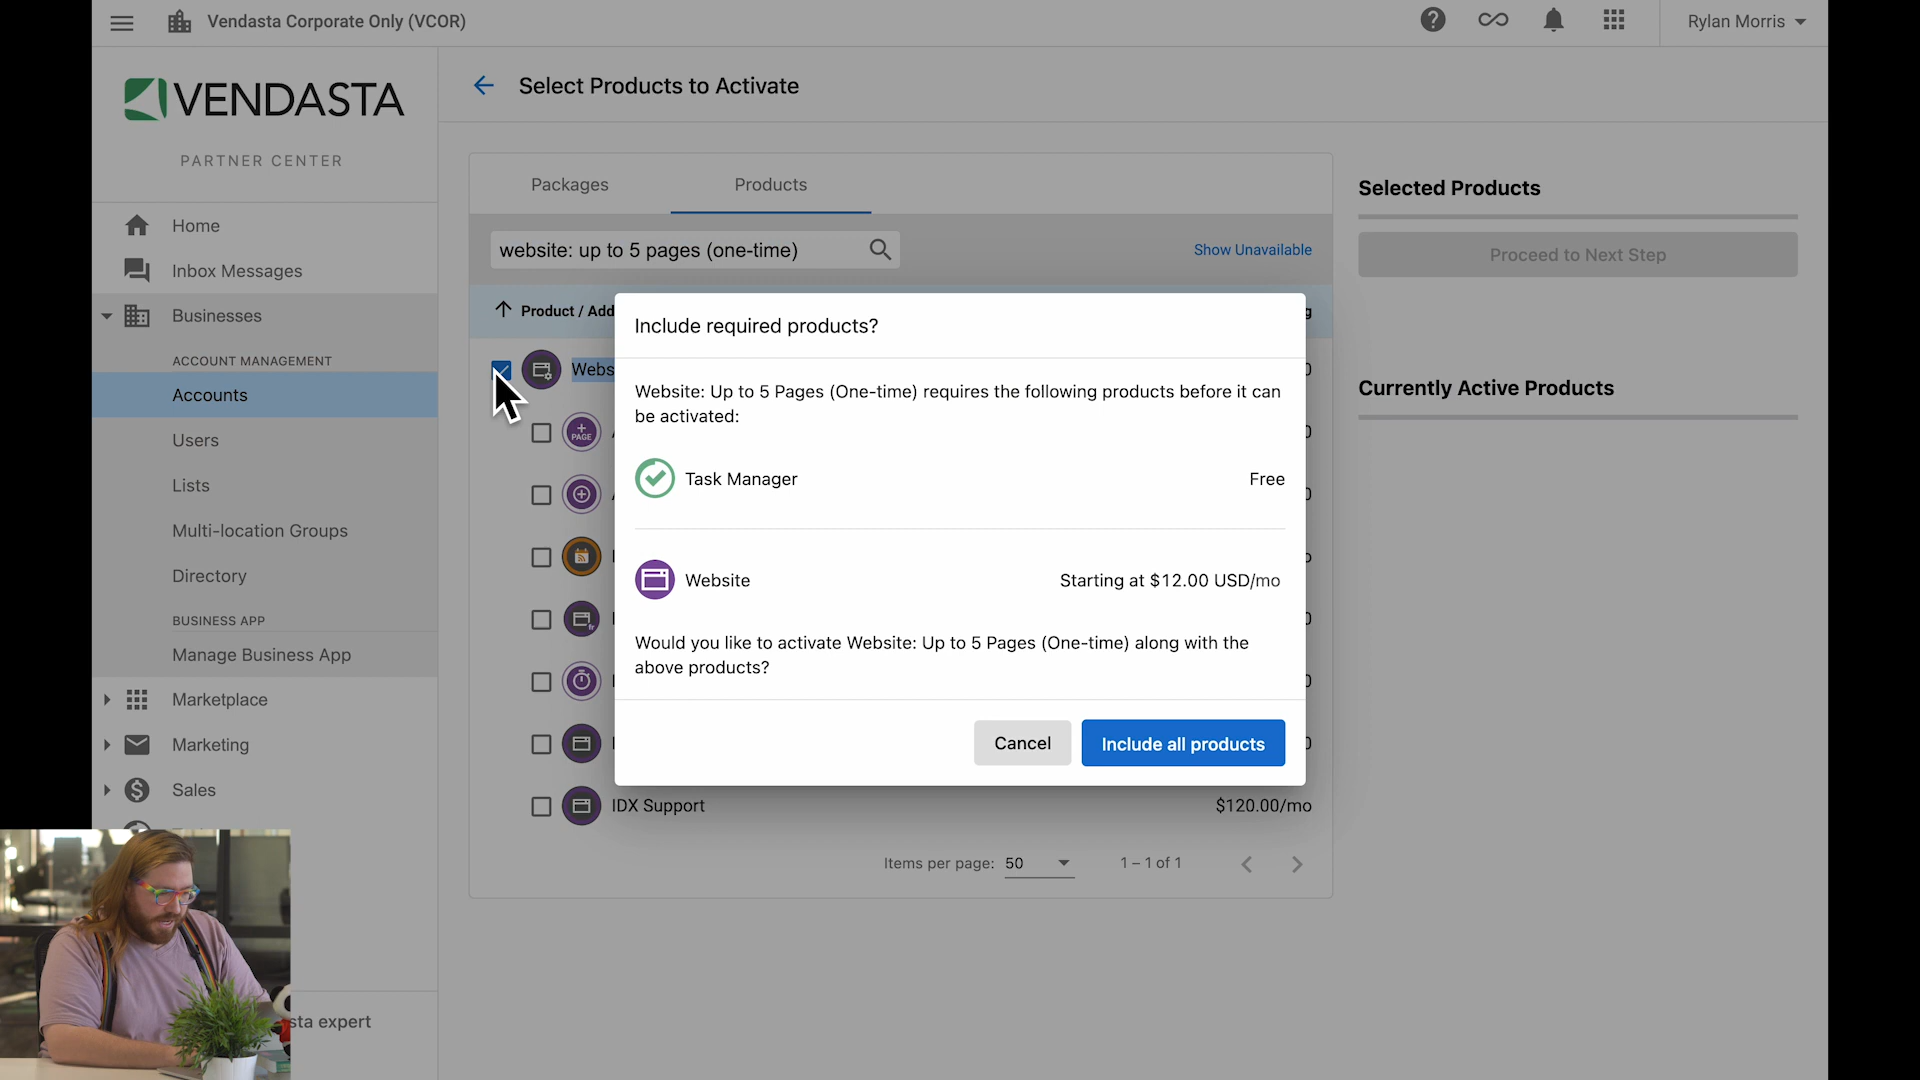 Vendasta Corporate Only (VCOR)
Rylan Morris
VENDASTA
PARTNER CENTER
Home
Inbox Messages
Businesses
ACCOUNT MANAGEMENT
Accounts
Users
Lists
Multi-location Groups
Directory
BUSINESS APP
Manage Business App
Marketplace
Marketing
Sales
sta expert
Select Products to Activate
Packages
Products
website: up to 5 pages (one-time)
Show Unavailable
Product / Add
Webs
PAGE
fr
Include required products?
Website: Up to 5 Pages (One-time) requires the following products before it can
be activated:
Task Manager
Free
Website
Starting at $12.00 USD/mo
Would you like to activate Website: Up to 5 Pages (One-time) along with the
above products?
Cancel
Include all products
IDX Support
$120.00/mo
Items per page: 50
1 – 1 of 1
Selected Products
Proceed to Next Step
Currently Active Products